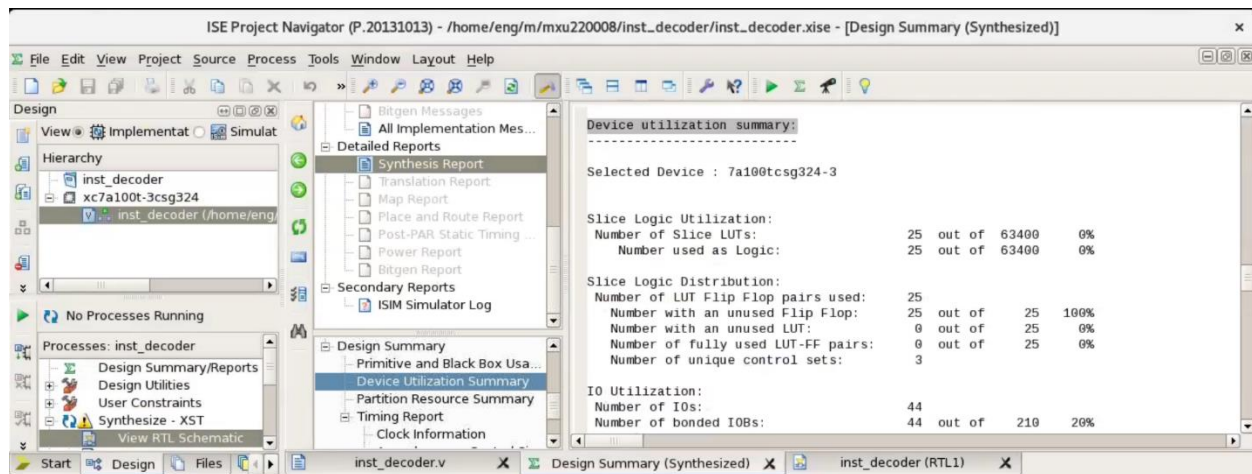 ISE Project Navigator (P.20131013) - /home/eng/m/mxu220008/inst_decoder/inst_decoder.xise - [Design Summary (Synthesized)]
File Edit View Project Source Process Tools Window Layout Help
Design
View Implementat Simulat
Hierarchy
inst_decoder
xc7a100t-3csg324
inst_decoder (/home/eng/
No Processes Running
Processes: inst_decoder
Design Summary/Reports
Design Utilities
User Constraints
Synthesize - XST
View RTL Schematic
Start Design Files
Bitgen Messages
All Implementation Mes...
Detailed Reports
Synthesis Report
Translation Report
Map Report
Place and Route Report
Post-PAR Static Timing ...
Power Report
Bitgen Report
Secondary Reports
ISIM Simulator Log
Design Summary
Primitive and Black Box Usa...
Device Utilization Summary
Partition Resource Summary
Timing Report
Clock Information
Device utilization summary:
---------------------------
Selected Device : 7a100tcsg324-3
Slice Logic Utilization:
Number of Slice LUTs: 25 out of 63400 0%
Number used as Logic: 25 out of 63400 0%
Slice Logic Distribution:
Number of LUT Flip Flop pairs used: 25
Number with an unused Flip Flop: 25 out of 25 100%
Number with an unused LUT: 0 out of 25 0%
Number of fully used LUT-FF pairs: 0 out of 25 0%
Number of unique control sets: 3
IO Utilization:
Number of IOs: 44
Number of bonded IOBs: 44 out of 210 20%
inst_decoder.v
Design Summary (Synthesized)
inst_decoder (RTL1)